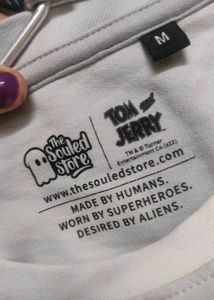 M
The
Souled
Store
TOM and
JERRY
TM & © Turner
Entertainment Co. (s22)
www.thesouledstore.com
MADE BY HUMANS.
WORN BY SUPERHEROES.
DESIRED BY ALIENS.